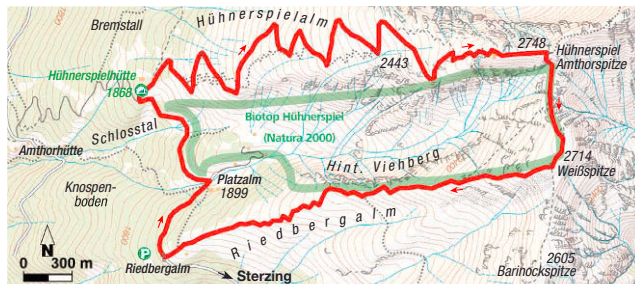 Bremstall
Hühnerspielalm
2748
Hühnerspiel
Amthorspitze
2443
Hühnerspielhütte
1868
Biotop Hühnerspiel
(Natura 2000)
Schlosstal
Amthorhütte
Hint. Viehberg
2714
Weißspitze
Platzalm
1899
Knospen-
boden
Riedbergalm
N
P
2605
Barinockspitze
0 300 m
Riedbergalm
Sterzing